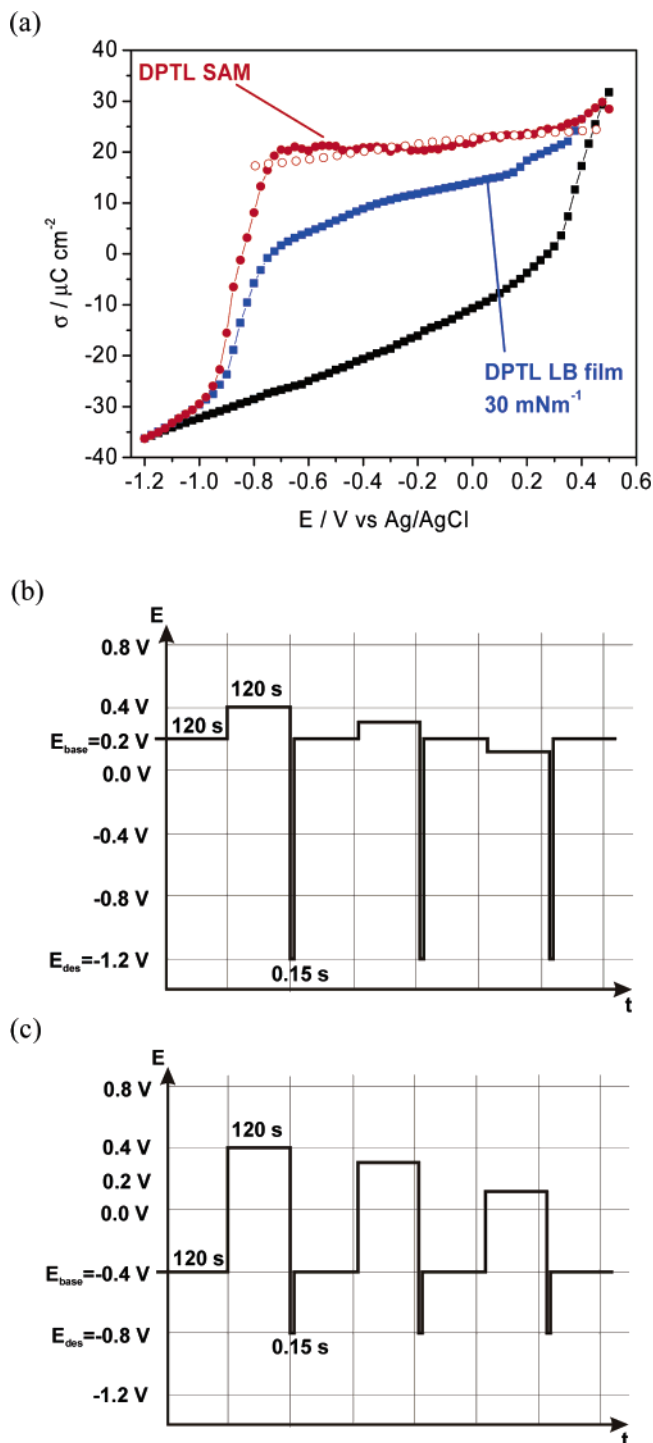 (a)
DPTL SAM
DPTL LB film
30 mNm⁻¹
σ / μC cm⁻²
40
30
20
10
0
-10
-20
-30
-40
-1.2 -1.0 -0.8 -0.6 -0.4 -0.2 0.0 0.2 0.4 0.6
E / V vs Ag/AgCl
(b)
E
0.8 V
0.4 V
E_base=0.2 V
0.0 V
-0.4 V
-0.8 V
E_des=-1.2 V
120 s
120 s
0.15 s
t
(c)
E
0.8 V
0.4 V
0.2 V
0.0 V
E_base=-0.4 V
E_des=-0.8 V
-1.2 V
120 s
120 s
0.15 s
t